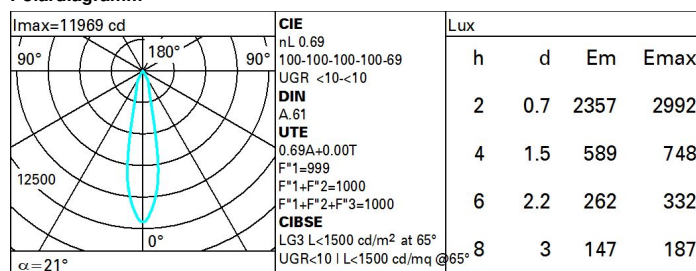 Imax=11969 cd
90° 180° 90°
12500
0°
α=21°
CIE
nL 0.69
100-100-100-100-69
UGR <10-<10
DIN
A.61
UTE
0.69A+0.00T
F"1=999
F"1+F"2=1000
F"1+F"2+F"3=1000
CIBSE
LG3 L<1500 cd/m² at 65°
UGR<10 | L<1500 cd/mq @65°
Lux
h d Em Emax
2 0.7 2357 2992
4 1.5 589 748
6 2.2 262 332
8 3 147 187